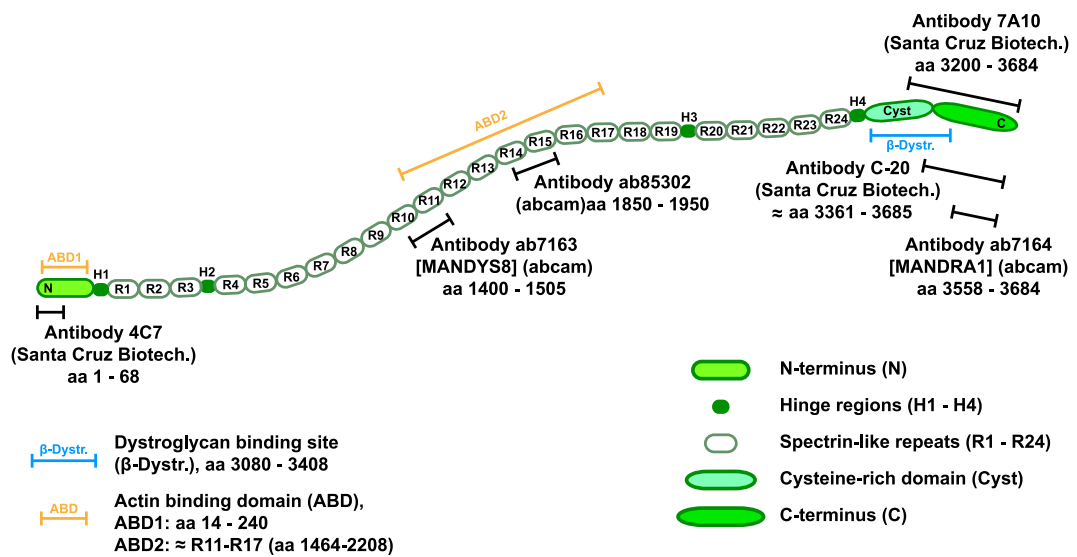 Antibody 7A10
(Santa Cruz Biotech.)
aa 3200 - 3684
ABD2
H4
Cyst
C
H3
R10 R11 R12 R13 R14 R15 R16 R17 R18 R19 R20 R21 R22 R23 R24
β-Dystr.
Antibody ab85302
(abcam)aa 1850 - 1950
Antibody C-20
(Santa Cruz Biotech.)
≈ aa 3361 - 3685
Antibody ab7163
[MANDYS8] (abcam)
aa 1400 - 1505
Antibody ab7164
[MANDRA1] (abcam)
aa 3558 - 3684
ABD1
H1
H2
N
R1 R2 R3 R4 R5 R6 R7 R8 R9
Antibody 4C7
(Santa Cruz Biotech.)
aa 1 - 68
β-Dystr.
Dystroglycan binding site
(β-Dystr.), aa 3080 - 3408
ABD
Actin binding domain (ABD),
ABD1: aa 14 - 240
ABD2: ≈ R11-R17 (aa 1464-2208)
N-terminus (N)
Hinge regions (H1 - H4)
Spectrin-like repeats (R1 - R24)
Cysteine-rich domain (Cyst)
C-terminus (C)